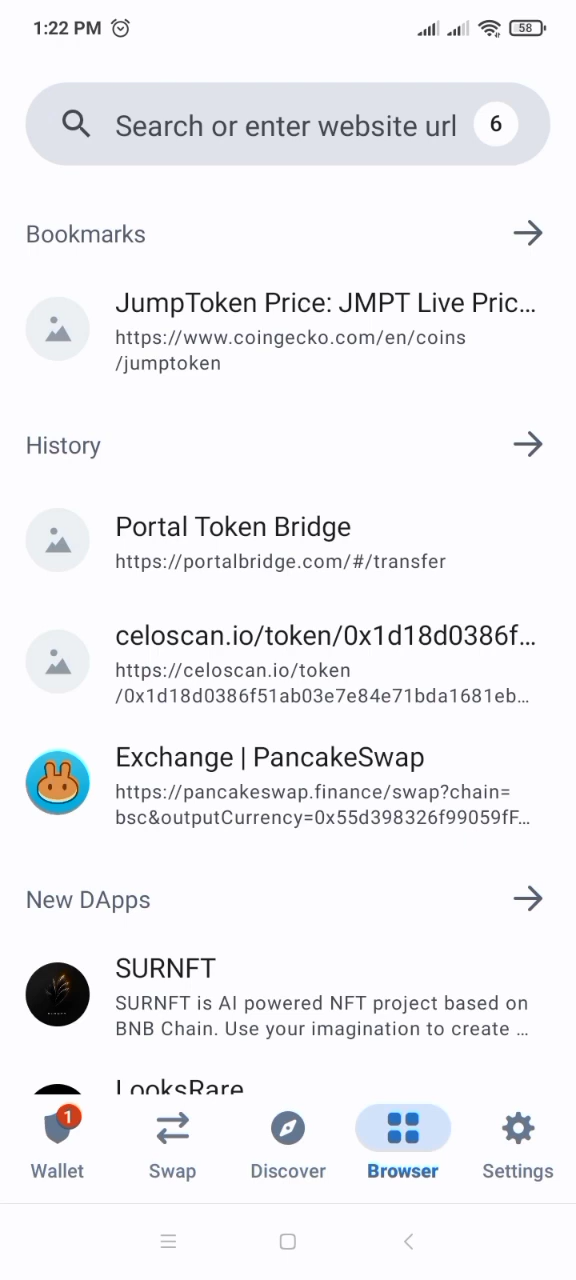 1:22 PM
58
Search or enter website url
6
Bookmarks
JumpToken Price: JMPT Live Pric...
https://www.coingecko.com/en/coins
/jumptoken
History
Portal Token Bridge
https://portalbridge.com/#/transfer
celoscan.io/token/0x1d18d0386f...
https://celoscan.io/token
/0x1d18d0386f51ab03e7e84e71bda1681eb...
Exchange | PancakeSwap
https://pancakeswap.finance/swap?chain=
bsc&outputCurrency=0x55d398326f99059fF...
New DApps
SURNFT
SURNFT is AI powered NFT project based on
BNB Chain. Use your imagination to create ...
LooksRare
1
Wallet
Swap
Discover
Browser
Settings